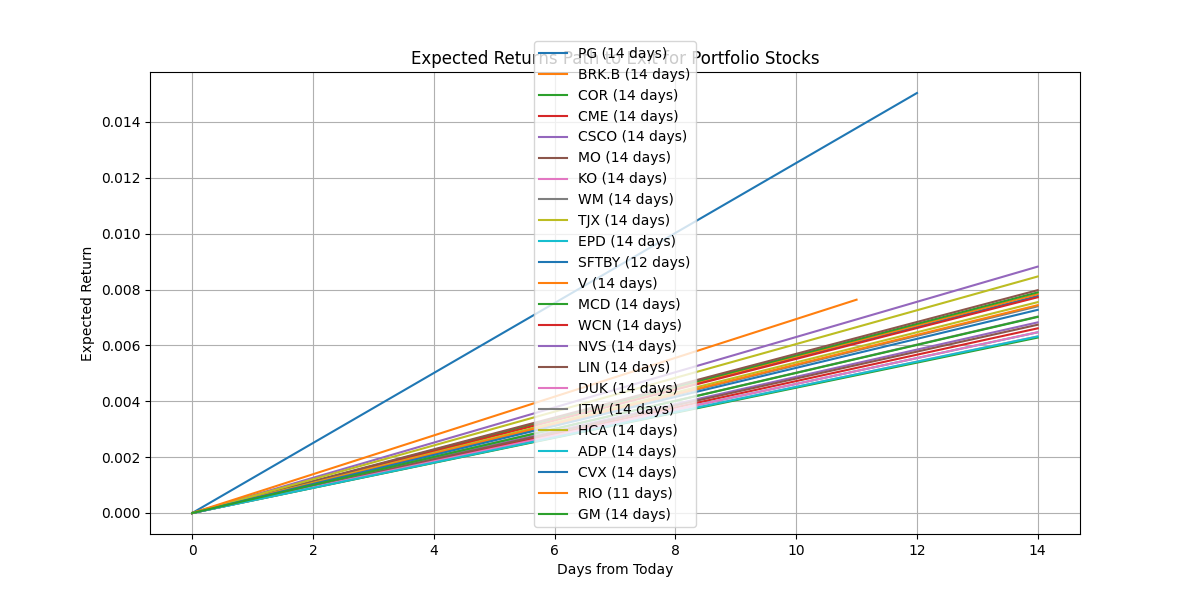 Expected Returns Path to Exit for Portfolio Stocks
PG (14 days)
BRK.B (14 days)
COR (14 days)
CME (14 days)
CSCO (14 days)
MO (14 days)
KO (14 days)
WM (14 days)
TJX (14 days)
EPD (14 days)
SFTBY (12 days)
V (14 days)
MCD (14 days)
WCN (14 days)
NVS (14 days)
LIN (14 days)
DUK (14 days)
ITW (14 days)
HCA (14 days)
ADP (14 days)
CVX (14 days)
RIO (11 days)
GM (14 days)
Expected Return
0.014
0.012
0.010
0.008
0.006
0.004
0.002
0.000
0 2 4 6 8 10 12 14
Days from Today